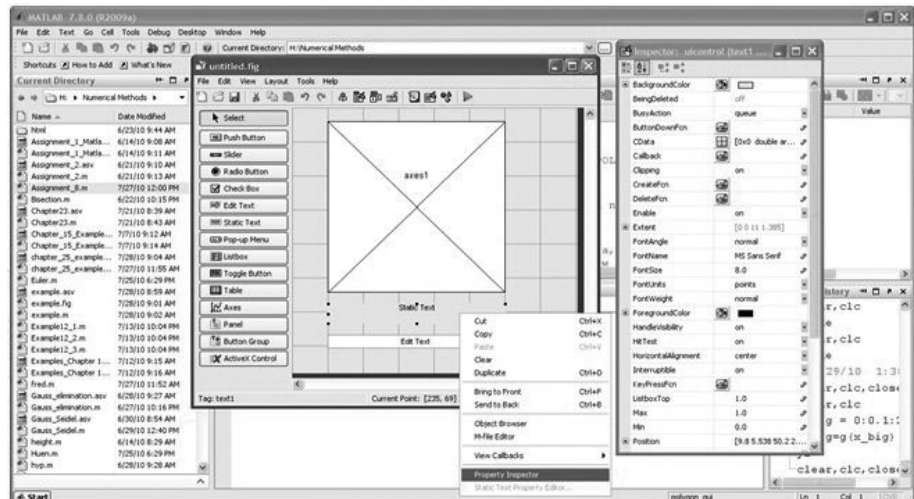 MATLAB 7.8.0 (R2009a)
File Edit Text Go Cell Tools Debug Desktop Window Help
Current Directory: H:\Numerical Methods
Shortcuts How to Add What's New
Current Directory
H: Numerical Methods
Name Date Modified
html 6/23/10 9:44 AM
Assignment_1_Matla... 6/14/10 9:08 AM
Assignment_1_Matla... 6/14/10 9:11 AM
Assignment_2.asv 6/21/10 9:10 AM
Assignment_2.m 6/21/10 9:13 AM
Assignment_8.m 7/27/10 12:00 PM
Bisection.m 6/22/10 10:15 PM
Chapter23.asv 7/21/10 8:39 AM
Chapter23.m 7/21/10 8:43 AM
Chapter_15_Example... 7/7/10 9:12 AM
Chapter_15_Example... 7/7/10 9:14 AM
chapter_25_example... 7/28/10 9:04 AM
chapter_25_example... 7/27/10 11:55 AM
Euler.m 7/25/10 6:29 PM
example.asv 7/28/10 8:59 AM
example.fig 7/28/10 9:01 AM
example.m 7/28/10 9:02 AM
Example12_1.m 7/13/10 10:04 PM
Example12_2.m 7/13/10 10:04 PM
Example12_3.m 7/13/10 10:04 PM
Examples_Chapter 1... 7/12/10 9:15 AM
Examples_Chapter 1... 7/12/10 9:16 AM
fred.m 7/27/10 11:52 AM
Gauss_elimination.asv 6/28/10 9:27 AM
Gauss_elimination.m 6/27/10 10:16 PM
Gauss_Seidel.asv 6/30/10 8:54 AM
Gauss_Seidel.m 6/29/10 12:40 PM
height.m 6/14/10 8:29 AM
Huen.m 7/25/10 6:29 PM
hyp.m 6/28/10 9:28 AM
Start
untitled.fig
File Edit View Layout Tools Help
Select
Push Button
Slider
Radio Button
Check Box
Edit Text
Static Text
Pop-up Menu
Listbox
Toggle Button
Table
Axes
Panel
Button Group
ActiveX Control
axes1
Static Text
Edit Text
Tag: text1 Current Point: [235, 69]
Cut Ctrl+X
Copy Ctrl+C
Paste Ctrl+V
Clear
Duplicate Ctrl+D
Bring to Front Ctrl+F
Send to Back Ctrl+B
Object Browser
M-file Editor
View Callbacks
Property Inspector
Static Text Property Editor...
Inspector: uicontrol (text1 ...
BackgroundColor
BeingDeleted off
BusyAction queue
ButtonDownFcn
CData [0x0 double ar...
Callback
Clipping on
CreateFcn
DeleteFcn
Enable on
Extent [0 0 11 1.385]
FontAngle normal
FontName MS Sans Serif
FontSize 8.0
FontUnits points
FontWeight normal
ForegroundColor
HandleVisibility on
HitTest on
HorizontalAlignment center
Interruptible on
KeyPressFcn
ListboxTop 1.0
Max 1.0
Min 0.0
Position [9.8 5.538 50.2 2....
Value
istory
r,clc
e
r,clc
e
29/10 1:3
ear,clc,close
r,clc
g = 0:0.1:
g=g(x_big)
clear,clc,close
polygon_gui
Ln 1 Col 1